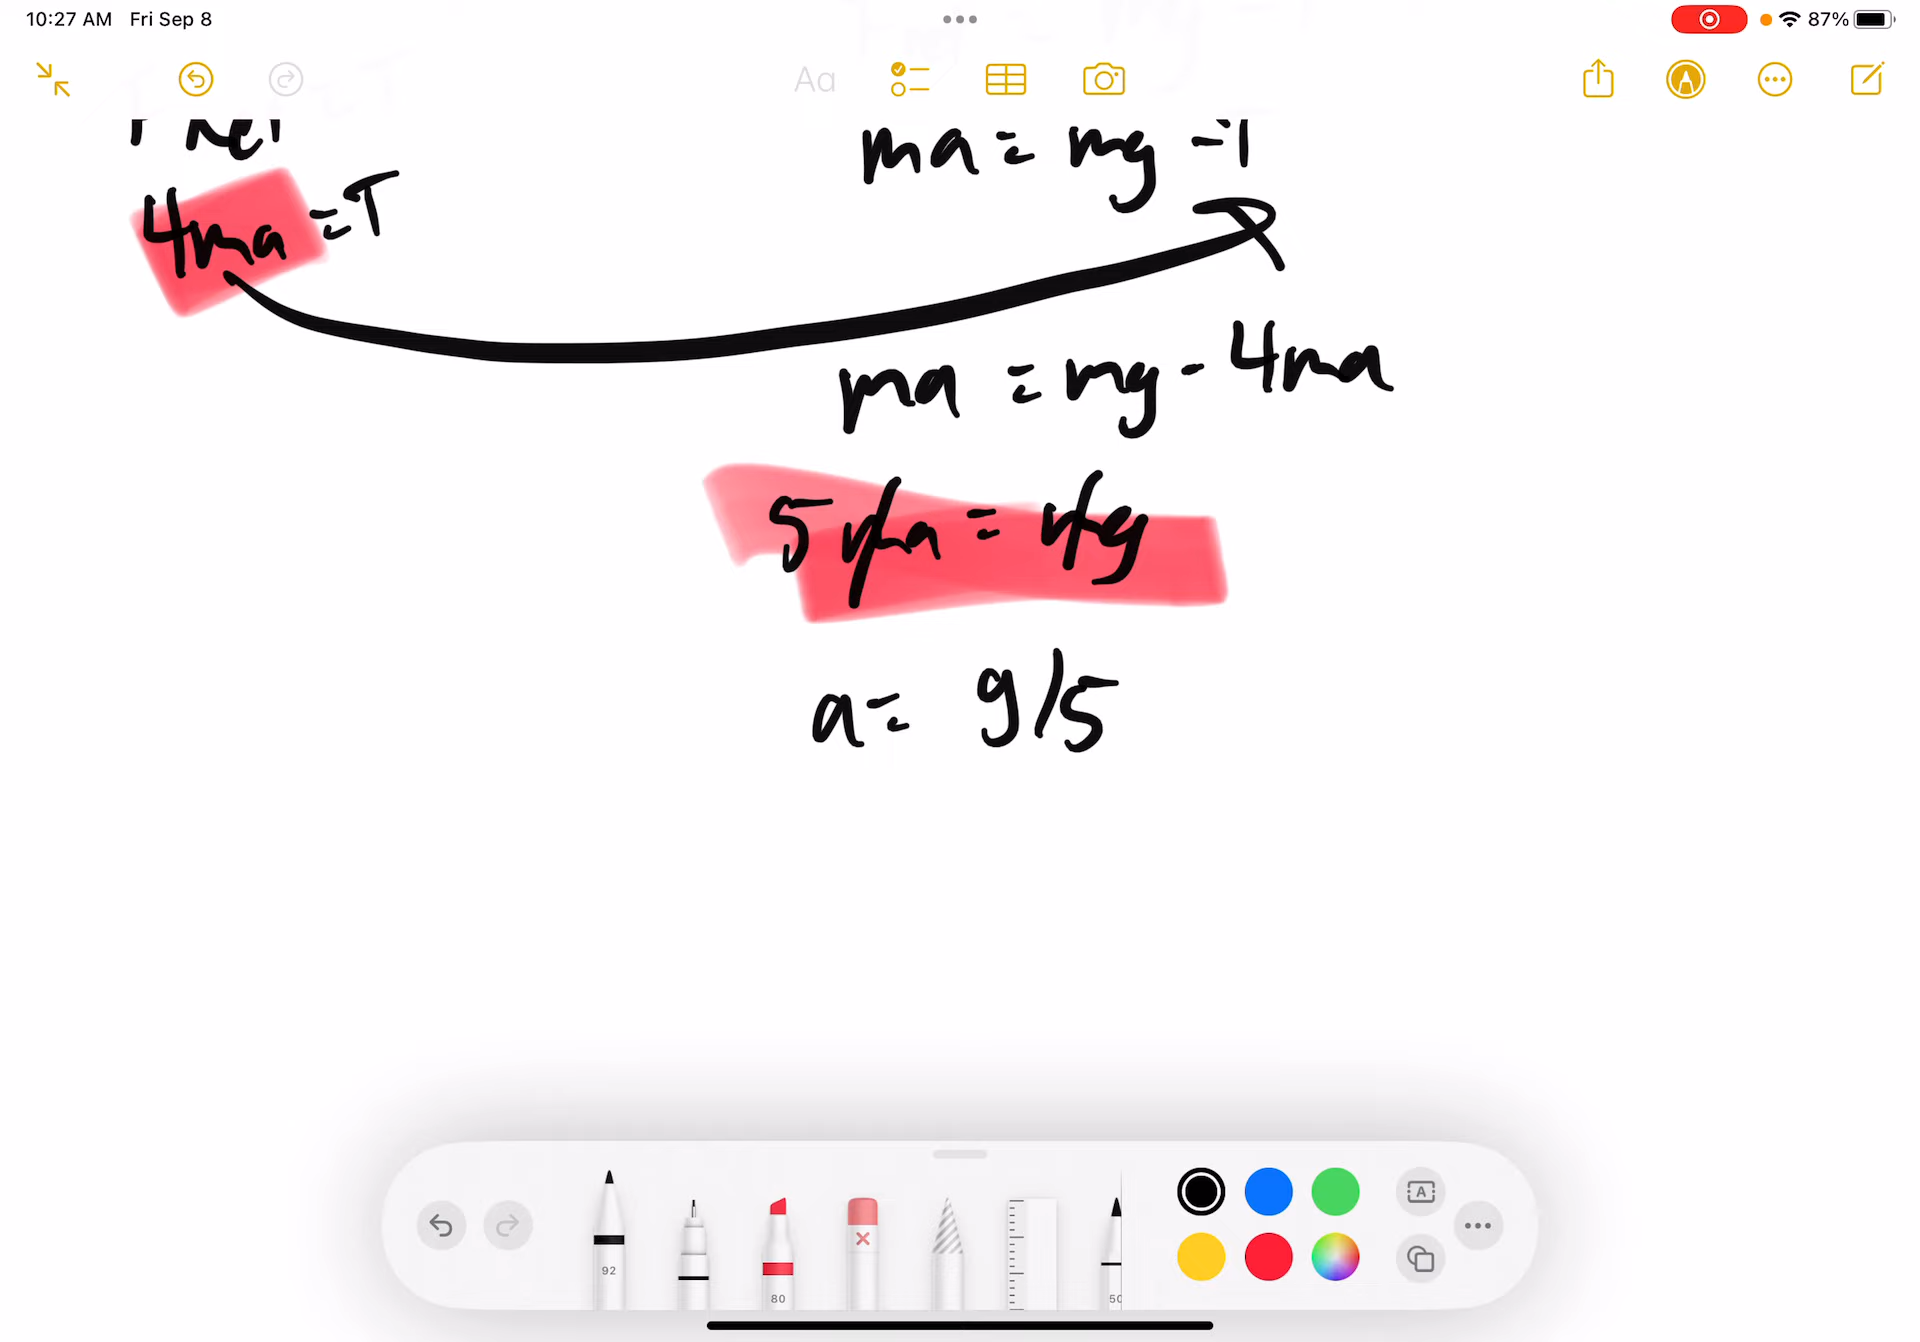 10:27 AM Fri Sep 8
87%
Aa
ma = mg - T
4ma = T
ma = mg - 4ma
5ma = mg
a = g/5
A
92
80
50